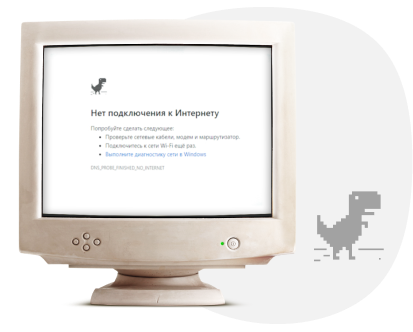 Нет подключения к Интернету
Попробуйте сделать следующее:
Проверьте сетевые кабели, модем и маршрутизатор.
Подключитесь к сети Wi-Fi ещё раз.
Выполните диагностику сети в Windows
DNS_PROBE_FINISHED_NO_INTERNET